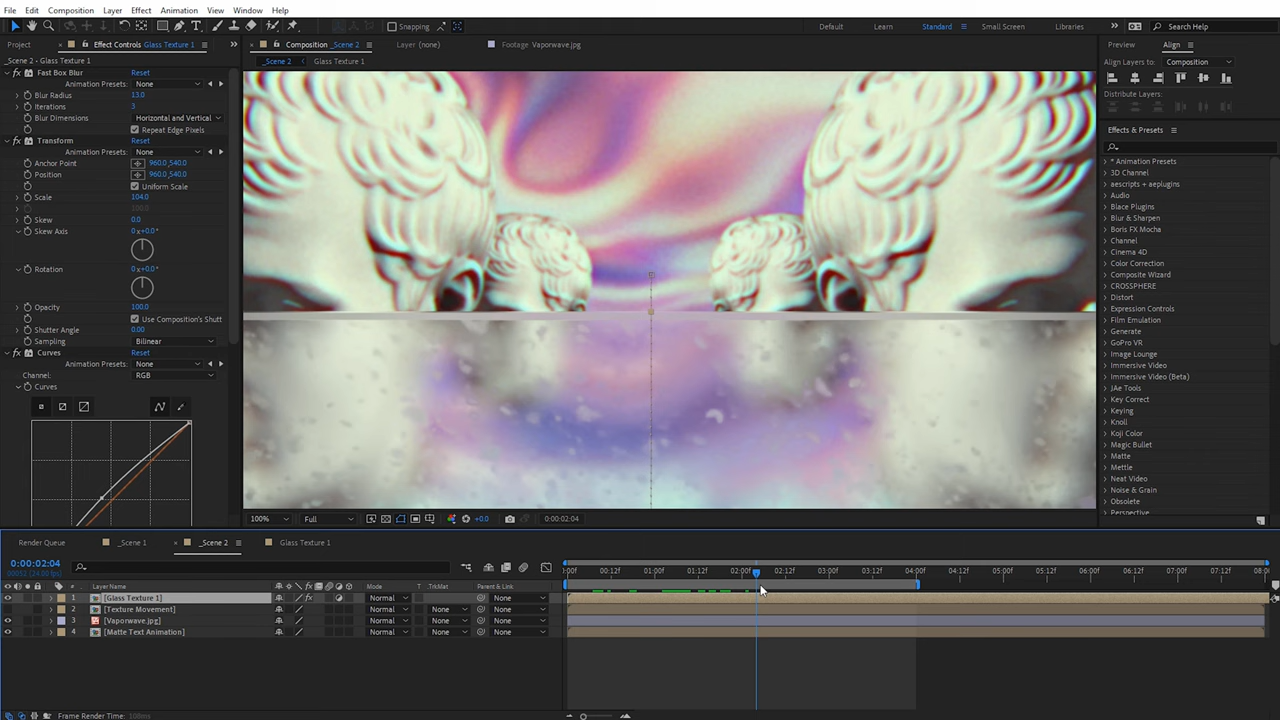 File Edit Composition Layer Effect Animation View Window Help
Snapping
Default Learn Standard Small Screen Libraries
Search Help
Project Effect Controls Glass Texture 1
_Scene 2 • Glass Texture 1
Fast Box Blur Reset
Animation Presets: None
Blur Radius 13.0
Iterations 3
Blur Dimensions Horizontal and Vertical
Repeat Edge Pixels
Transform Reset
Animation Presets: None
Anchor Point 960.0,540.0
Position 960.0,540.0
Uniform Scale
Scale 104.0
100.0
Skew 0.0
Skew Axis 0x+0.0°
Rotation 0x+0.0°
Opacity 100.0
Use Composition's Shutt
Shutter Angle 0.00
Sampling Bilinear
Curves Reset
Animation Presets: None
Channel: RGB
Curves
Composition _Scene 2 Layer (none) Footage Vaporwave.jpg
_Scene 2 Glass Texture 1
100% Full +0.0 0:00:02:04
Preview Align
Align Layers to: Composition
Distribute Layers:
Effects & Presets
* Animation Presets
3D Channel
aescripts + aeplugins
Audio
Blace Plugins
Blur & Sharpen
Boris FX Mocha
Channel
Cinema 4D
Color Correction
Composite Wizard
CROSSPHERE
Distort
Expression Controls
Film Emulation
Generate
GoPro VR
Image Lounge
Immersive Video
Immersive Video (Beta)
JAe Tools
Key Correct
Keying
Knoll
Koji Color
Magic Bullet
Matte
Mettle
Neat Video
Noise & Grain
Obsolete
Perspective
Render Queue _Scene 1 _Scene 2 Glass Texture 1
0:00:02:04
00052 (24.00 fps)
:00f 00:12f 01:00f 01:12f 02:00f 02:12f 03:00f 03:12f 04:00f 04:12f 05:00f 05:12f 06:00f 06:12f 07:00f 07:12f 08:0
# Layer Name Mode T TrkMat Parent & Link
1 [Glass Texture 1] Normal None
2 [Texture Movement] Normal None None
3 [Vaporwave.jpg] Normal None None
4 [Matte Text Animation] Normal None None
Frame Render Time: 108ms